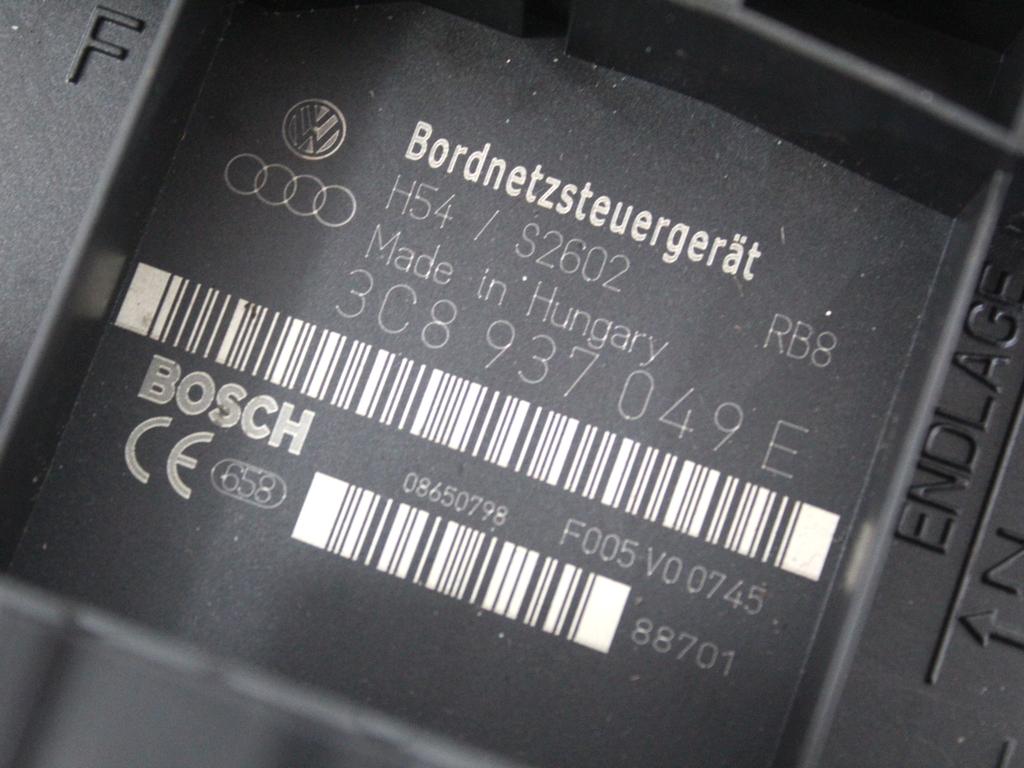 F
Bordnetzsteuergerät
H54 / S2602
RB8
Made in Hungary
3C8 937 049 E
BOSCH
CE 658
08650798
F005 V0 0745
88701
ENDLAGE
N